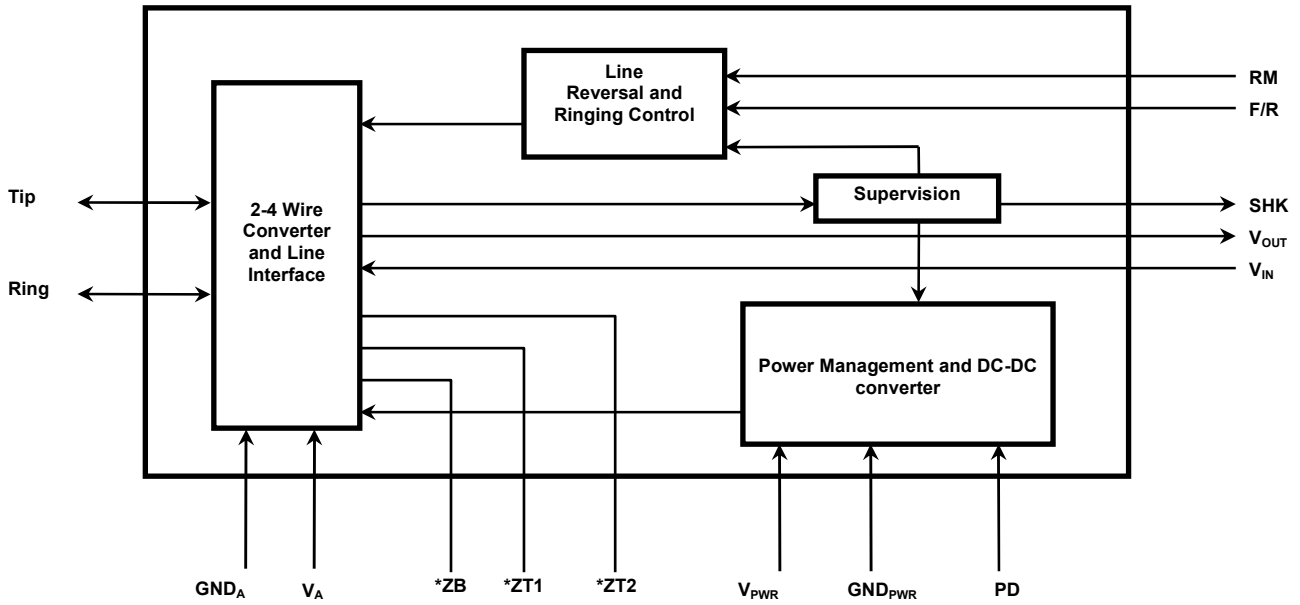 Line
Reversal and
Ringing Control
RM
F/R
Tip
Ring
2-4 Wire
Converter
and Line
Interface
Supervision
SHK
VOUT
VIN
Power Management and DC-DC
converter
GNDA
VA
*ZB
*ZT1
*ZT2
VPWR
GNDPWR
PD